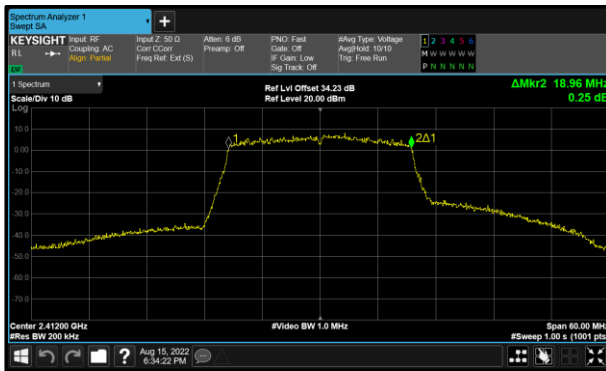 Spectrum Analyzer 1
Swept SA
KEYSIGHT
RL
LV
Input: RF
Coupling: AC
Align: Partial
Input Z: 50 Ω
Corr CCorr
Freq Ref: Ext (S)
Atten: 6 dB
Preamp: Off
PNO: Fast
Gate: Off
IF Gain: Low
Sig Track: Off
#Avg Type: Voltage
Avg|Hold: 10/10
Trig: Free Run
1 2 3 4 5 6
M W W W W W
P N N N N N
1 Spectrum
Scale/Div 10 dB
Log
Ref Lvl Offset 34.23 dB
Ref Level 20.00 dBm
ΔMkr2 18.96 MHz
0.25 dB
10.0
0.00
-10.0
-20.0
-30.0
-40.0
-50.0
-60.0
-70.0
1
2Δ1
Center 2.41200 GHz
#Res BW 200 kHz
#Video BW 1.0 MHz
Span 60.00 MHz
#Sweep 1.00 s (1001 pts)
?
Aug 15, 2022
6:34:22 PM